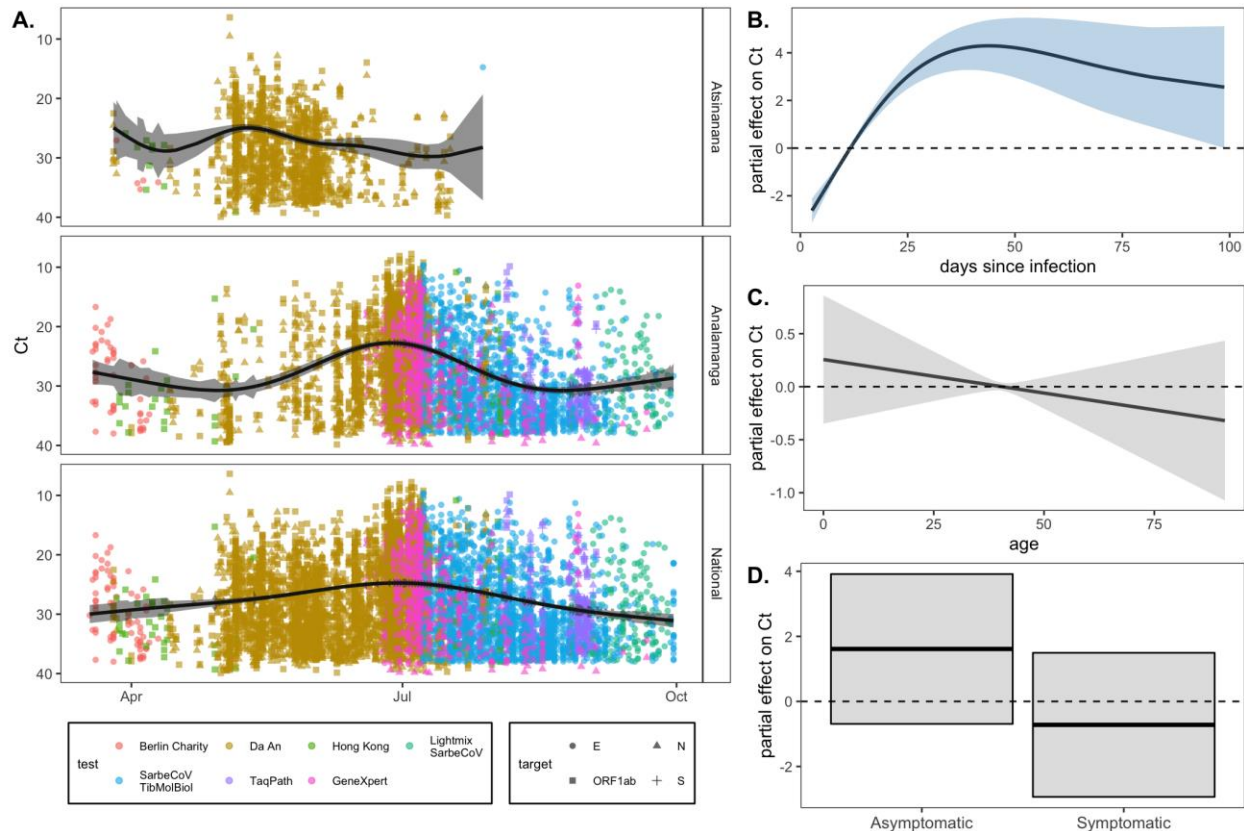 A.
10
20
30
40
Atsinanana
10
20
30
40
Analamanga
Ct
10
20
30
40
National
Apr
Jul
Oct
test
Berlin Charity
Da An
Hong Kong
Lightmix
SarbeCoV
SarbeCoV
TibMolBiol
TaqPath
GeneXpert
target
E
N
ORF1ab
S
B.
partial effect on Ct
4
2
0
-2
0
25
50
75
100
days since infection
C.
partial effect on Ct
0.5
0.0
-0.5
-1.0
0
25
50
75
age
D.
partial effect on Ct
4
2
0
-2
Asymptomatic
Symptomatic